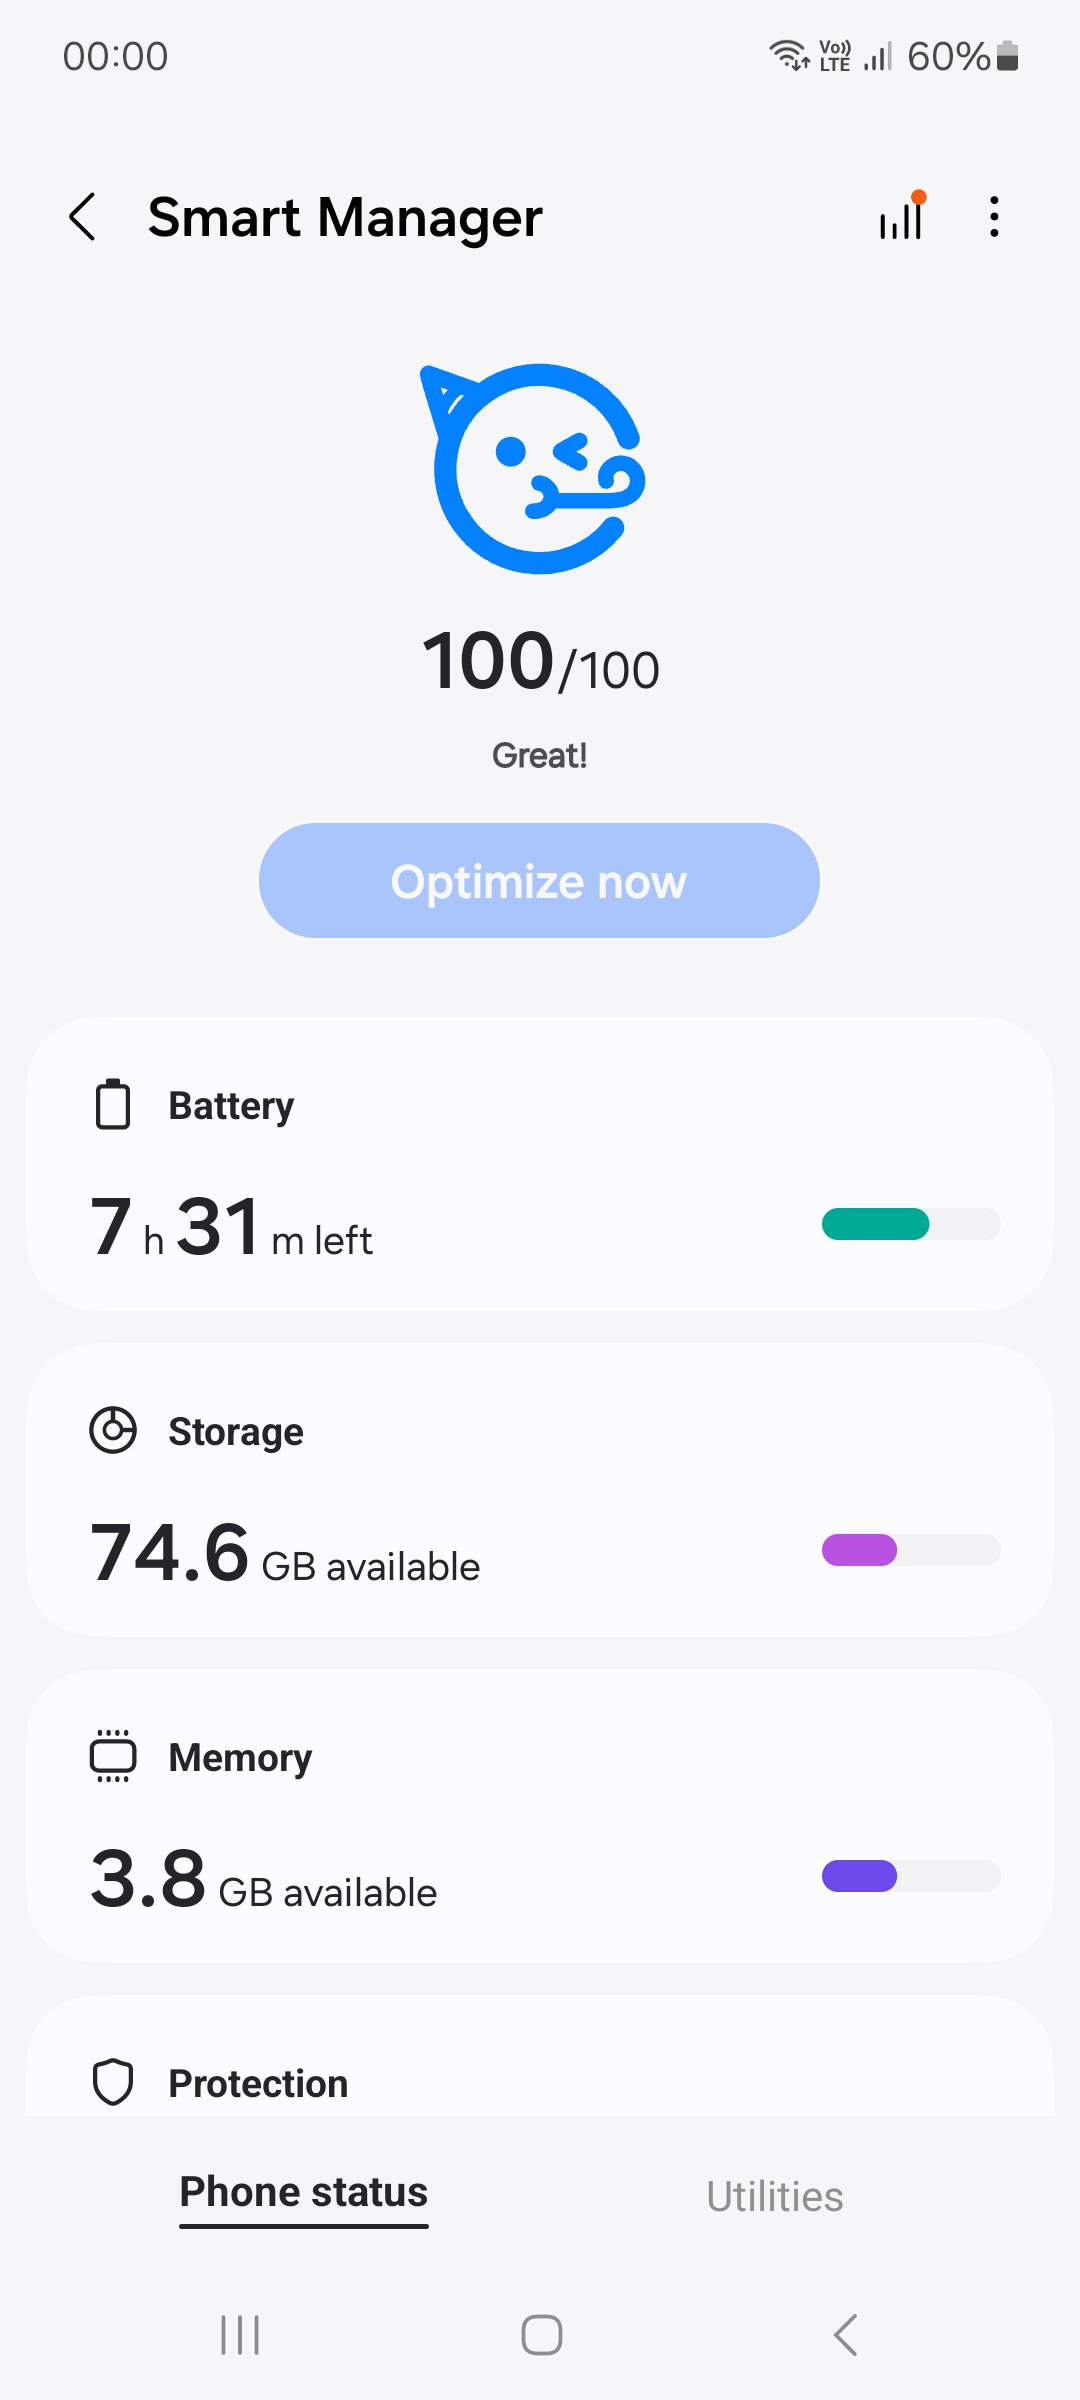 00:00 Vo)) LTE 60%
Smart Manager
100/100
Great!
Optimize now
Battery
7 h 31 m left
Storage
74.6 GB available
Memory
3.8 GB available
Protection
Phone status Utilities